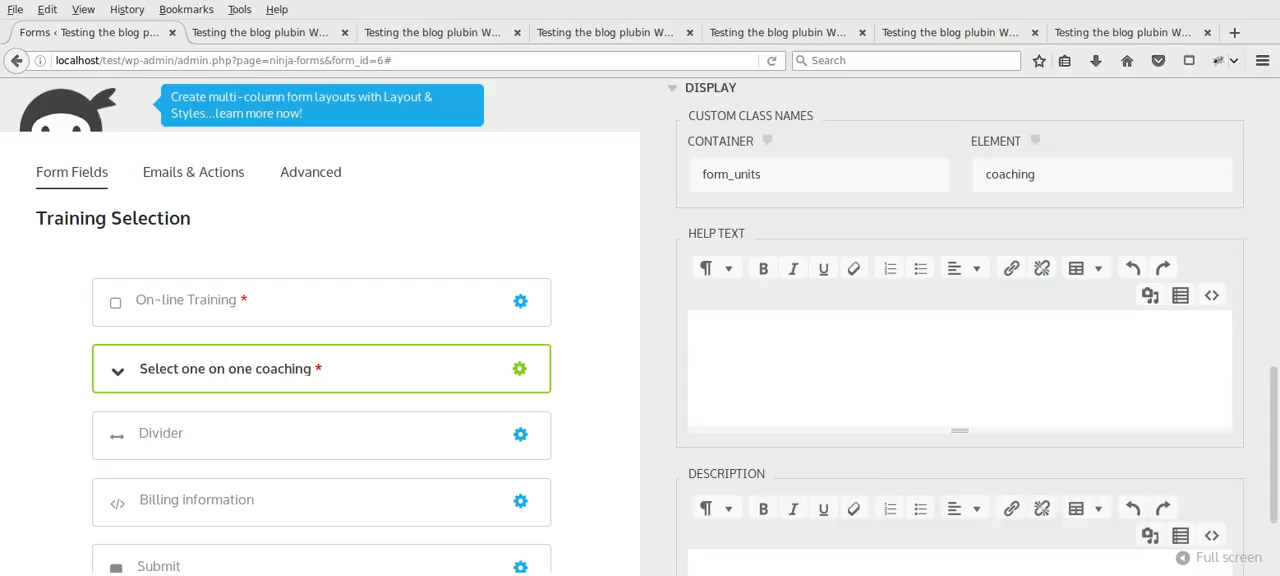 File Edit View History Bookmarks Tools Help
Forms ‹ Testing the blog p... × Testing the blog plubin W... × Testing the blog plubin W... × Testing the blog plubin W... × Testing the blog plubin W... × Testing the blog plubin W... × Testing the blog plubin W... ×
localhost/test/wp-admin/admin.php?page=ninja-forms&form_id=6# Search
Create multi-column form layouts with Layout &
Styles...learn more now!
Form Fields Emails & Actions Advanced
Training Selection
On-line Training *
Select one on one coaching *
Divider
Billing information
Submit
DISPLAY
CUSTOM CLASS NAMES
CONTAINER ELEMENT
form_units coaching
HELP TEXT
DESCRIPTION
Full screen